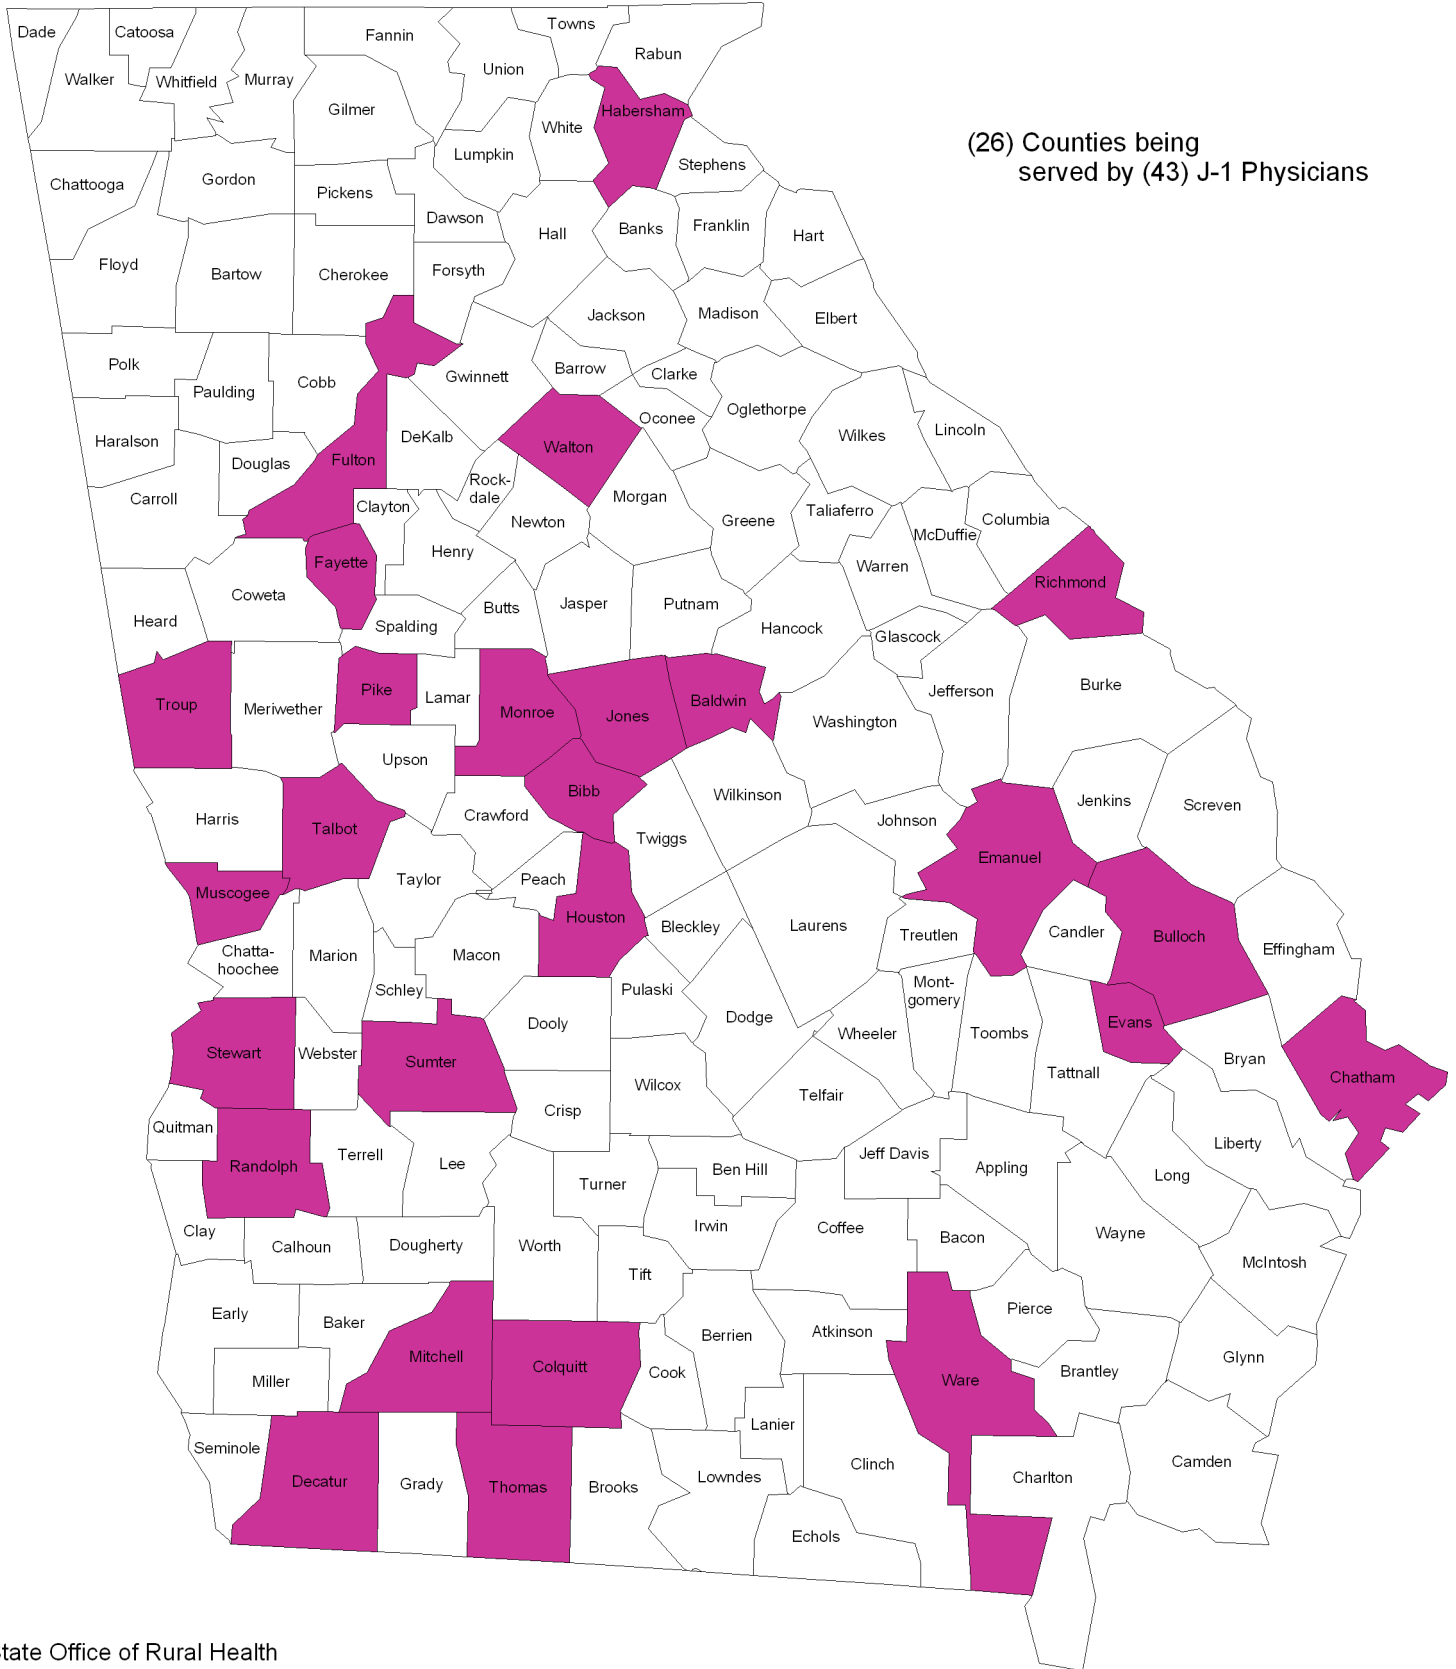 Dade
Catoosa
Fannin
Towns
Rabun
Walker
Whitfield
Murray
Union
Gilmer
Habersham
White
(26) Counties being
served by (43) J-1 Physicians
Lumpkin
Stephens
Chattooga
Gordon
Pickens
Dawson
Hall
Banks
Franklin
Hart
Floyd
Bartow
Cherokee
Forsyth
Jackson
Madison
Elbert
Polk
Paulding
Cobb
Gwinnett
Barrow
Clarke
Oglethorpe
Oconee
Haralson
Douglas
Fulton
DeKalb
Walton
Wilkes
Lincoln
Carroll
Clayton
Rock-
dale
Newton
Morgan
Greene
Taliaferro
McDuffie
Columbia
Fayette
Henry
Warren
Richmond
Coweta
Heard
Spalding
Butts
Jasper
Putnam
Hancock
Glascock
Troup
Meriwether
Pike
Lamar
Monroe
Jones
Baldwin
Washington
Jefferson
Burke
Upson
Harris
Talbot
Crawford
Bibb
Twiggs
Wilkinson
Johnson
Jenkins
Screven
Emanuel
Muscogee
Taylor
Peach
Houston
Bleckley
Laurens
Treutlen
Candler
Bulloch
Effingham
Chatta-
hoochee
Marion
Schley
Macon
Pulaski
Dooly
Dodge
Wheeler
Mont-
gomery
Toombs
Tattnall
Evans
Bryan
Chatham
Stewart
Webster
Sumter
Crisp
Wilcox
Telfair
Quitman
Randolph
Terrell
Lee
Turner
Ben Hill
Jeff Davis
Appling
Long
Liberty
Clay
Calhoun
Dougherty
Worth
Irwin
Coffee
Bacon
Wayne
McIntosh
Tift
Early
Baker
Mitchell
Colquitt
Cook
Berrien
Atkinson
Pierce
Ware
Brantley
Glynn
Miller
Lanier
Seminole
Decatur
Grady
Thomas
Brooks
Lowndes
Clinch
Charlton
Camden
Echols
tate Office of Rural Health